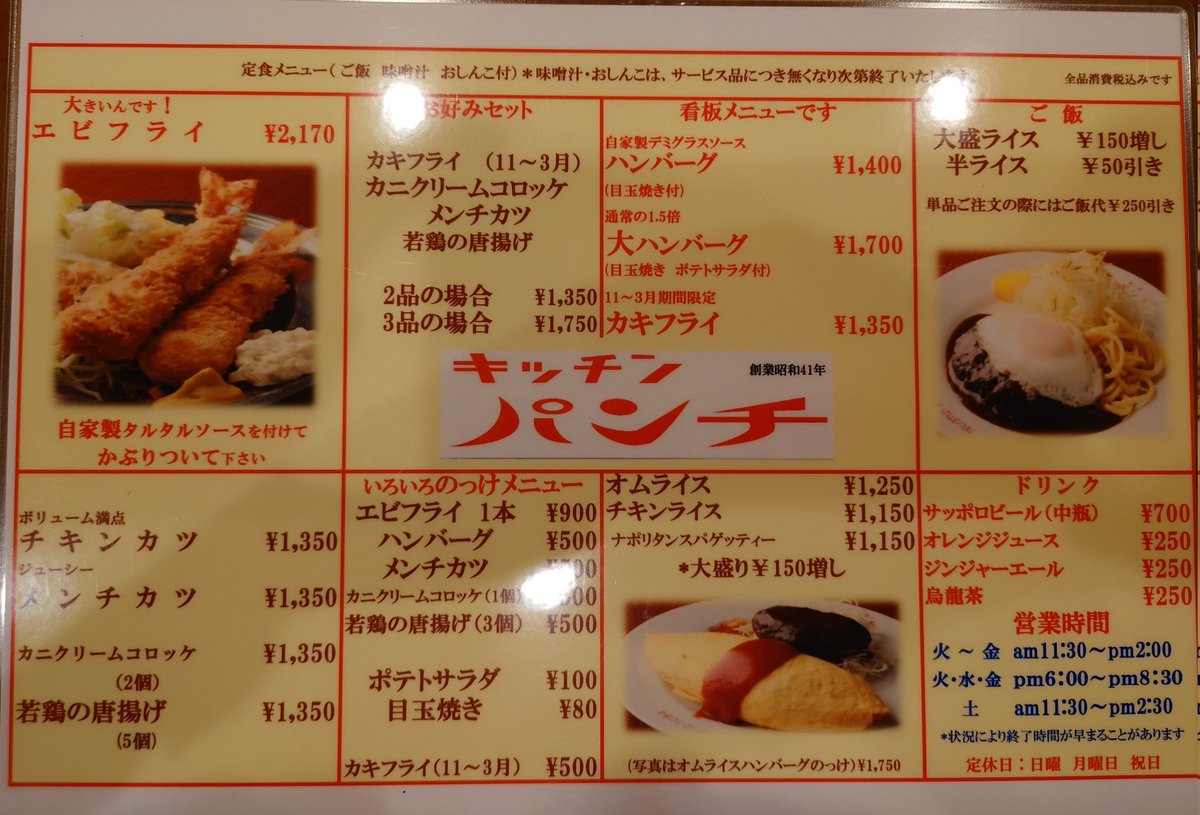 定食メニュー（ご飯 味噌汁 おしんこ付）＊味噌汁・おしんこは、サービス品につき無くなり次第終了いたします。
全品消費税込みです
大きいんです！
エビフライ ¥2,170
自家製タルタルソースを付けて
かぶりついて下さい
お好みセット
カキフライ （11〜3月）
カニクリームコロッケ
メンチカツ
若鶏の唐揚げ
2品の場合 ¥1,350
3品の場合 ¥1,750
看板メニューです
自家製デミグラスソース
ハンバーグ ¥1,400
（目玉焼き付）
通常の1.5倍
大ハンバーグ ¥1,700
（目玉焼き ポテトサラダ付）
11〜3月期間限定
カキフライ ¥1,350
ご飯
大盛ライス ¥150増し
半ライス ¥50引き
単品ご注文の際にはご飯代¥250引き
キッチン
創業昭和41年
パンチ
ボリューム満点
チキンカツ ¥1,350
ジューシー
メンチカツ ¥1,350
カニクリームコロッケ ¥1,350
（2個）
若鶏の唐揚げ ¥1,350
（5個）
いろいろのっけメニュー
エビフライ 1本 ¥900
ハンバーグ ¥500
メンチカツ
カニクリームコロッケ（1個）
若鶏の唐揚げ（3個） ¥500
ポテトサラダ ¥100
目玉焼き ¥80
カキフライ（11〜3月） ¥500
オムライス ¥1,250
チキンライス ¥1,150
ナポリタンスパゲッティー ¥1,150
*大盛り¥150増し
（写真はオムライスハンバーグのっけ）¥1,750
ドリンク
サッポロビール（中瓶） ¥700
オレンジジュース ¥250
ジンジャーエール ¥250
烏龍茶 ¥250
営業時間
火〜金 am11:30〜pm2:00
火・水・金 pm6:00〜pm8:30
土 am11:30〜pm2:30
*状況により終了時間が早まることがあります
定休日：日曜 月曜日 祝日